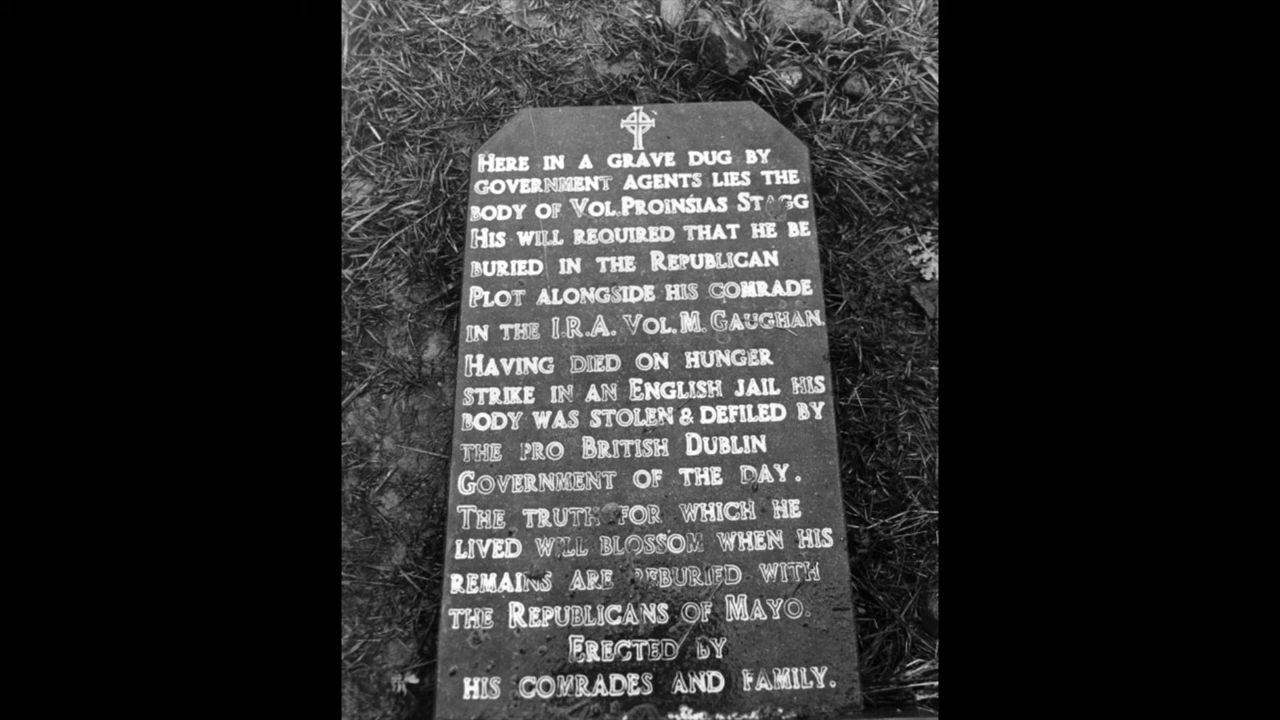 HERE IN A GRAVE DUG BY
GOVERNMENT AGENTS LIES THE
BODY OF VOL. PROINSIAS STAGG
HIS WILL REQUIRED THAT HE BE
BURIED IN THE REPUBLICAN
PLOT ALONGSIDE HIS COMRADE
IN THE I.R.A. VOL. M. GAUGHAN.
HAVING DIED ON HUNGER
STRIKE IN AN ENGLISH JAIL HIS
BODY WAS STOLEN & DEFILED BY
THE PRO BRITISH DUBLIN
GOVERNMENT OF THE DAY.
THE TRUTH FOR WHICH HE
LIVED WILL BLOSSOM WHEN HIS
REMAINS ARE REBURIED WITH
THE REPUBLICANS OF MAYO.
ERECTED BY
HIS COMRADES AND FAMILY.